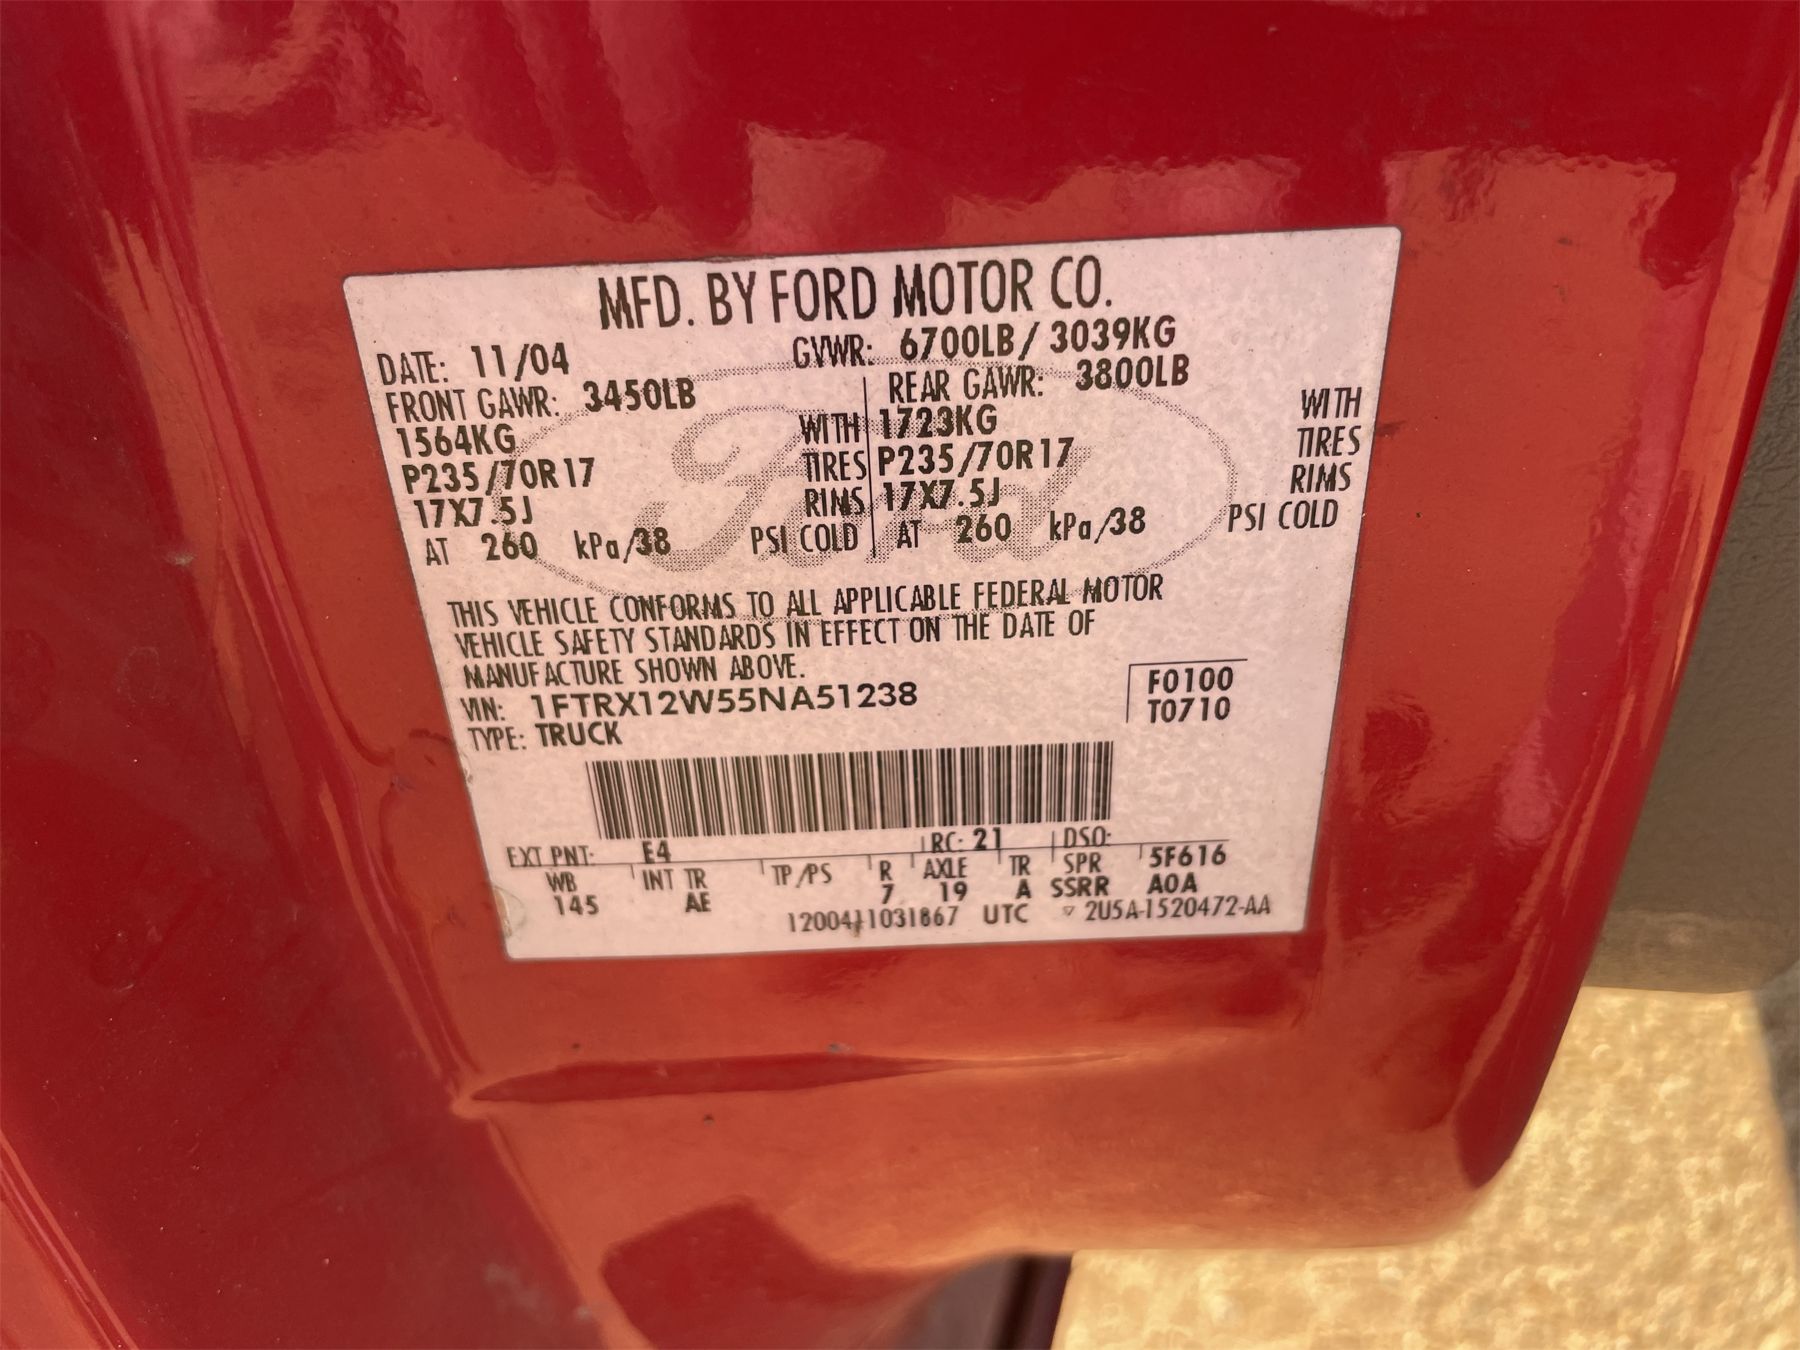 MFD. BY FORD MOTOR CO.
DATE: 11/04 GVWR: 6700LB/ 3039KG
FRONT GAWR: 3450LB REAR GAWR: 3800LB
1564KG WITH 1723KG WITH
P235/70R17 TIRES P235/70R17 TIRES
17X7.5J RIMS 17X7.5J RIMS
AT 260 kPa/38 PSI COLD AT 260 kPa/38 PSI COLD
Ford
THIS VEHICLE CONFORMS TO ALL APPLICABLE FEDERAL MOTOR
VEHICLE SAFETY STANDARDS IN EFFECT ON THE DATE OF
MANUFACTURE SHOWN ABOVE.
VIN: 1FTRX12W55NA51238 F0100
TYPE: TRUCK T0710
EXT PNT: E4 RC: 21 DSO:
WB INT TR TP/PS R AXLE TR SPR 5F616
145 AE 7 19 A SSRR A0A
1200411031867 UTC ▽ 2U5A-1520472-AA